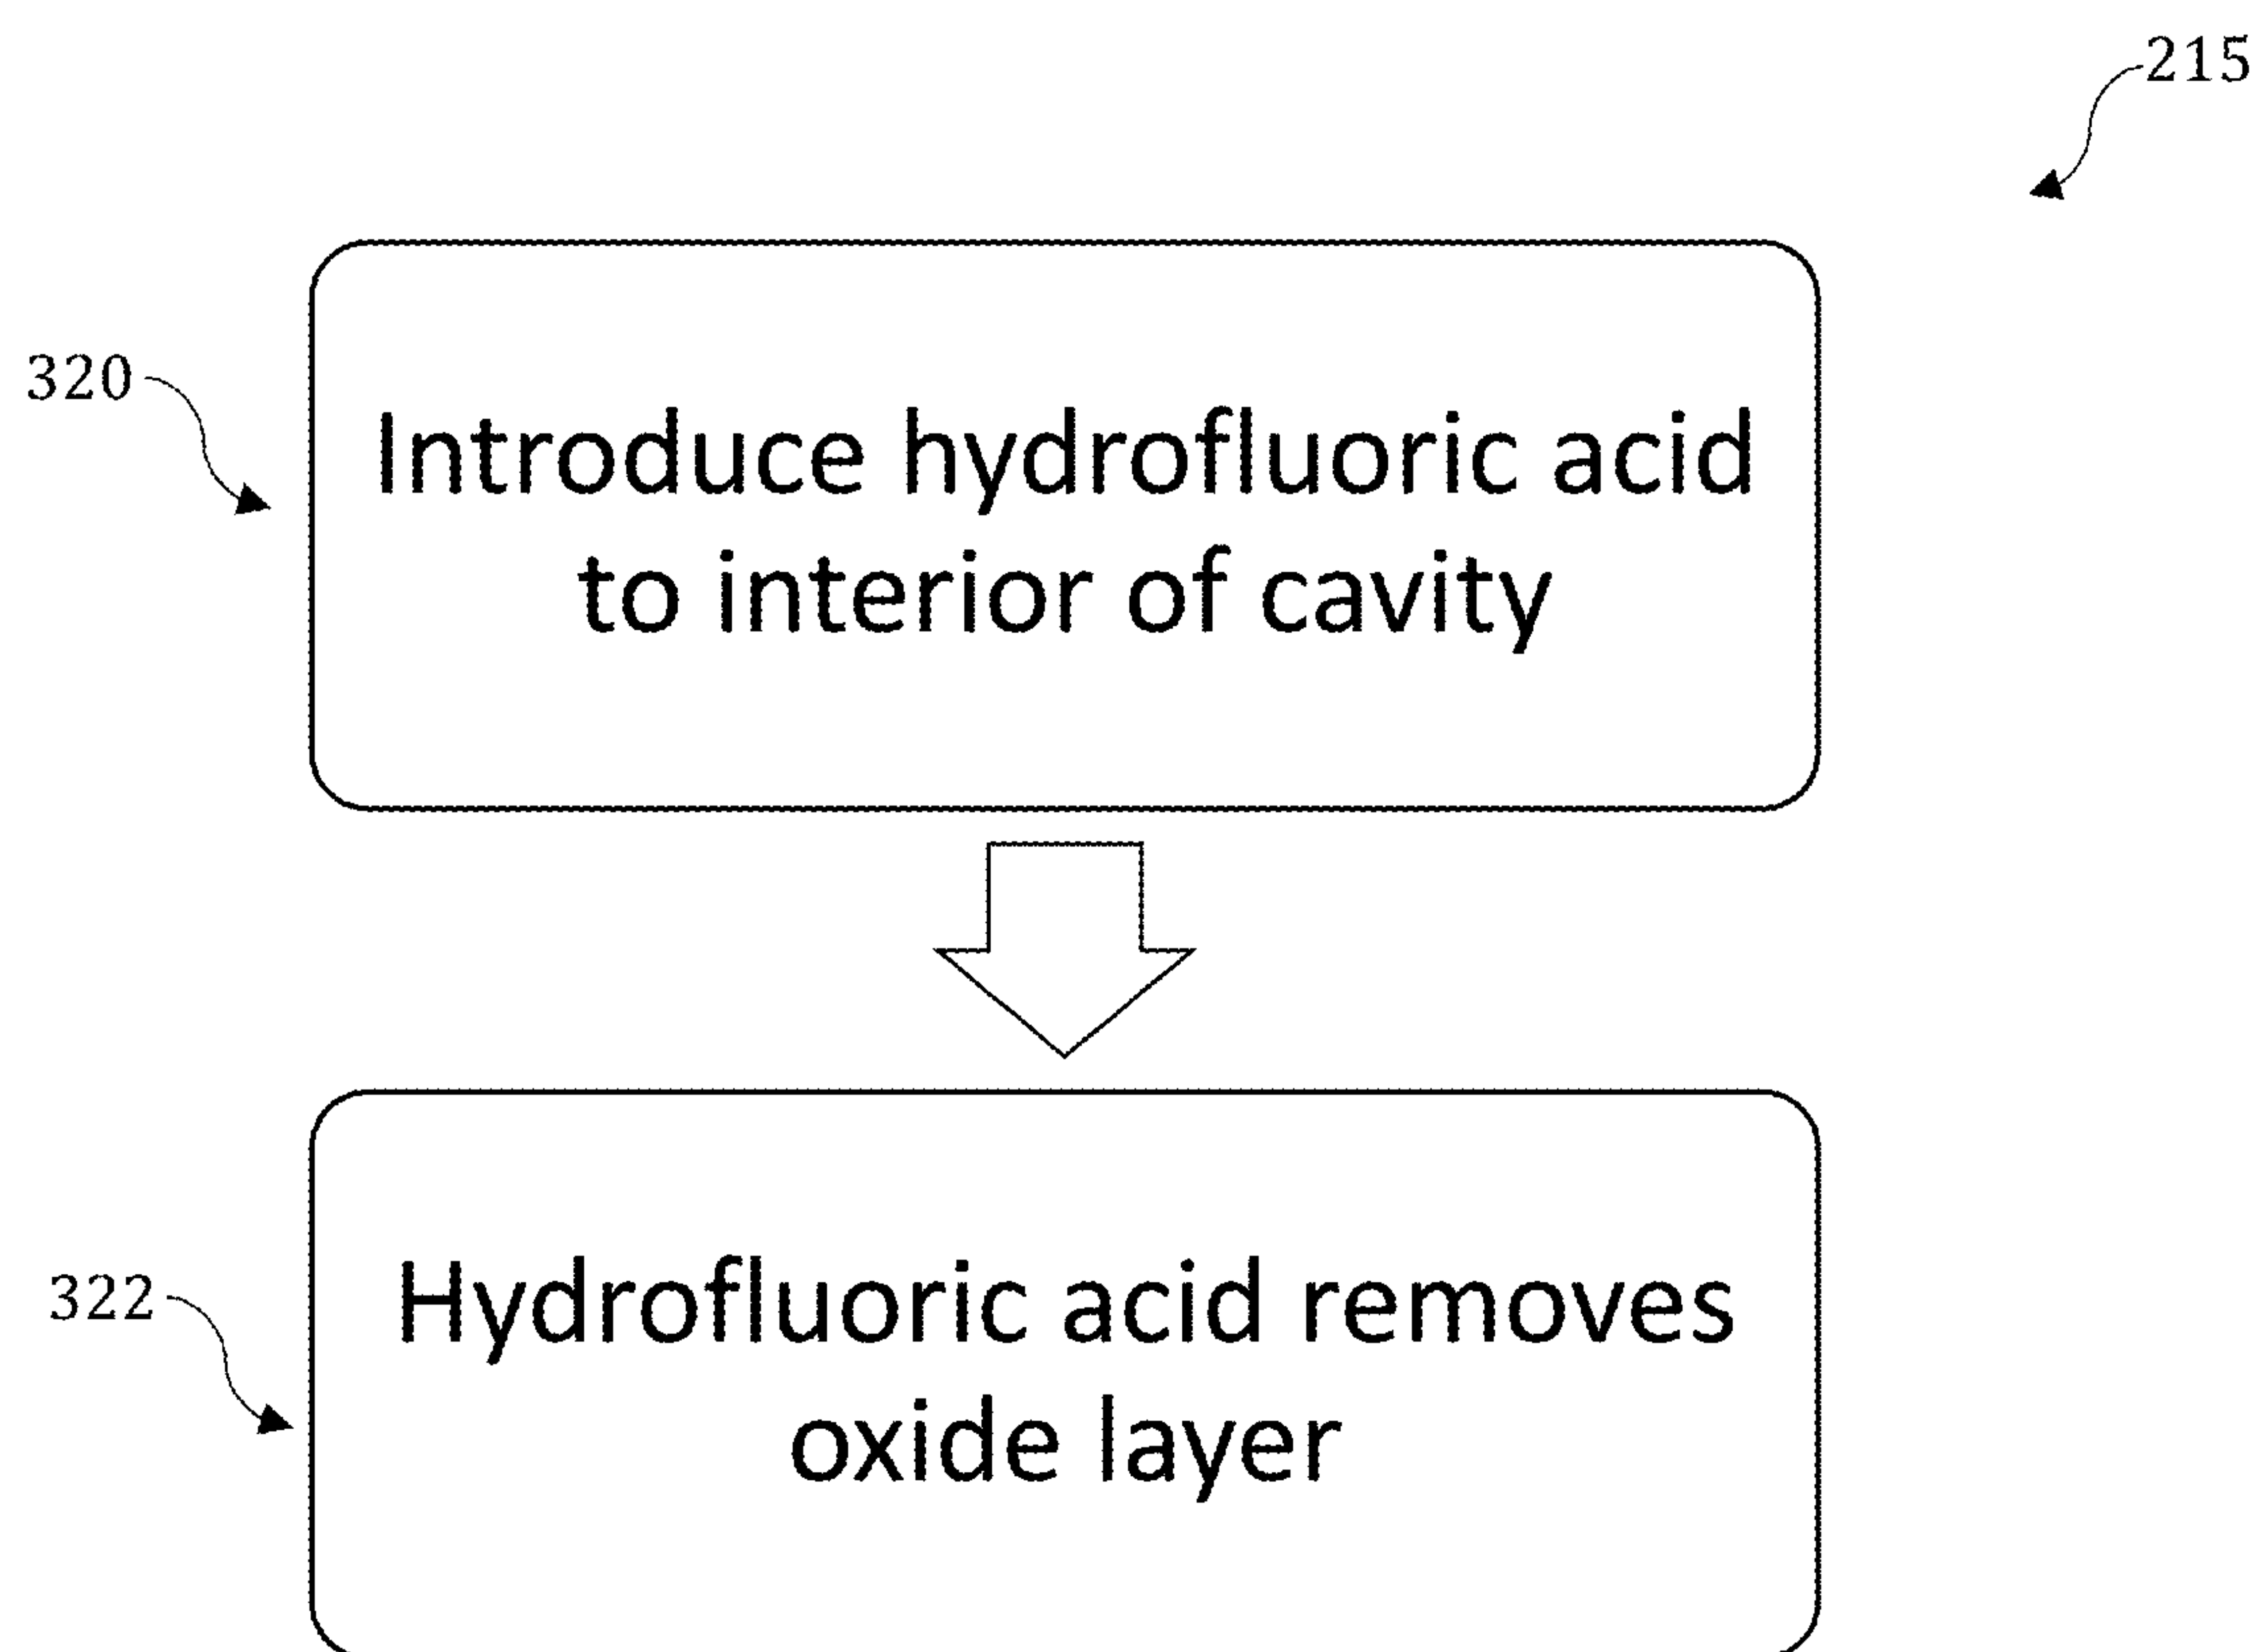 215
320
Introduce hydrofluoric acid
to interior of cavity
322
Hydrofluoric acid removes
oxide layer